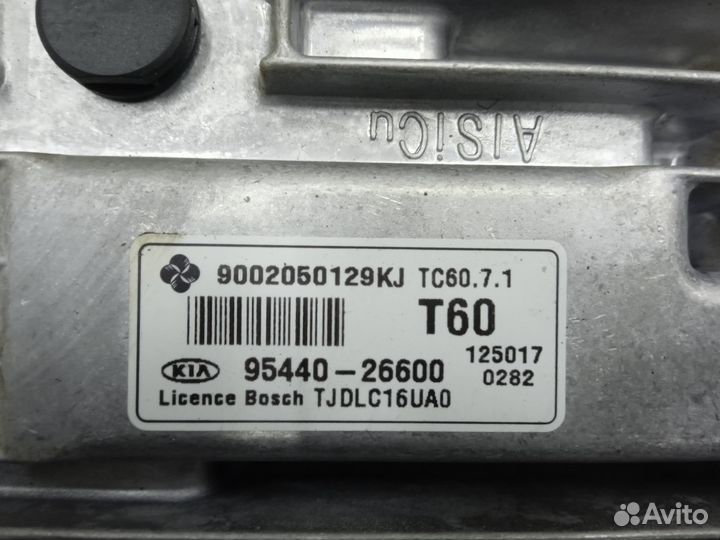 AlSiCu
9002050129KJ TC60.7.1
T60
125017
0282
KIA 95440-26600
Licence Bosch TJDLC16UA0
Avito